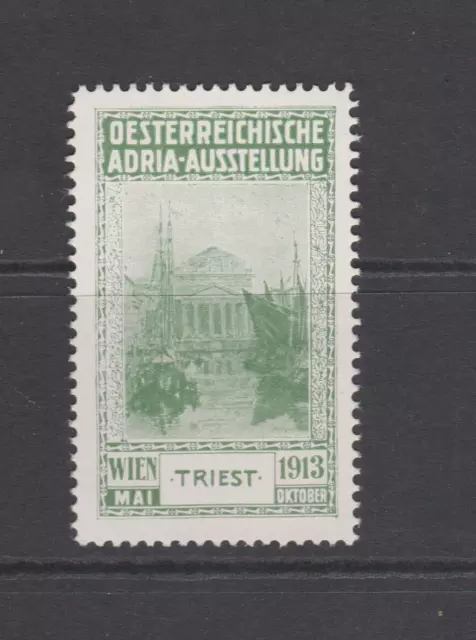 OESTERREICHISCHE
ADRIA-AUSSTELLUNG
WIEN ·TRIEST· 1913
MAI OKTOBER